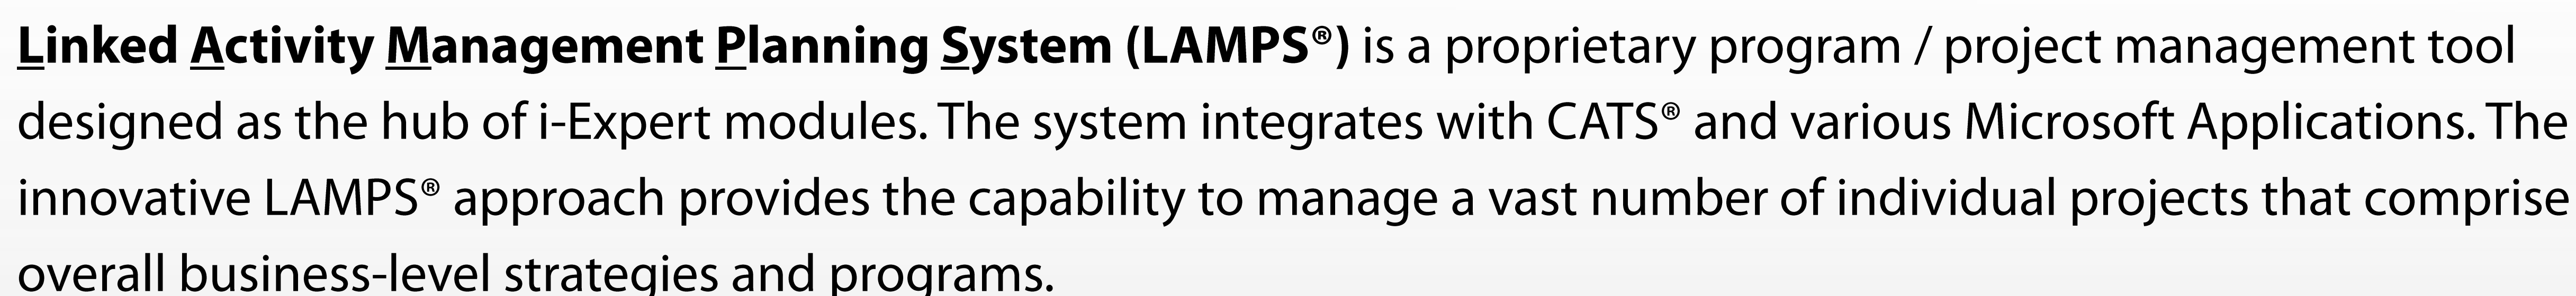 Linked Activity Management Planning System (LAMPS®) is a proprietary program / project management tool
designed as the hub of i-Expert modules. The system integrates with CATS® and various Microsoft Applications. The
innovative LAMPS® approach provides the capability to manage a vast number of individual projects that comprise
overall business-level strategies and programs.